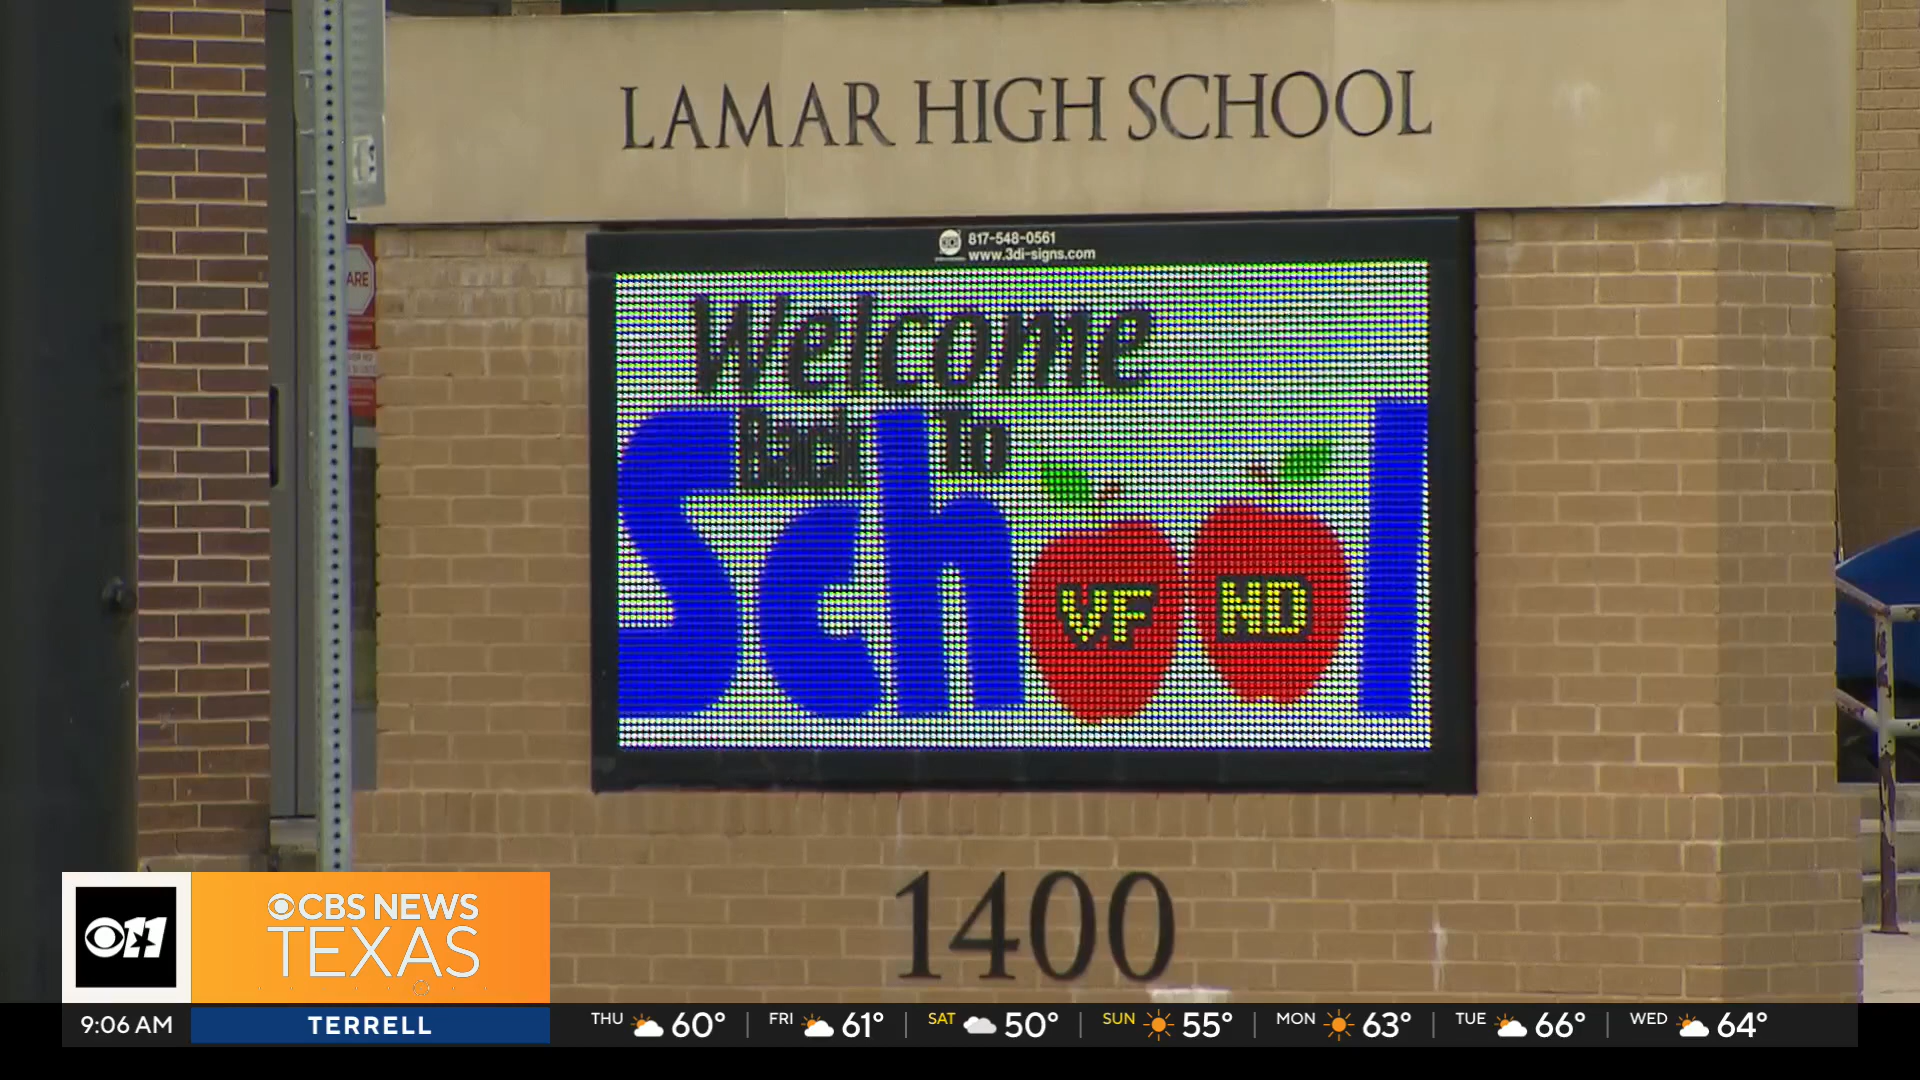 LAMAR HIGH SCHOOL
817-548-0561
www.3di-signs.com
ARE
Welcome
Back To
School
VF ND
1400
11
CBS NEWS
TEXAS
9:06 AM TERRELL THU 60° FRI 61° SAT 50° SUN 55° MON 63° TUE 66° WED 64°